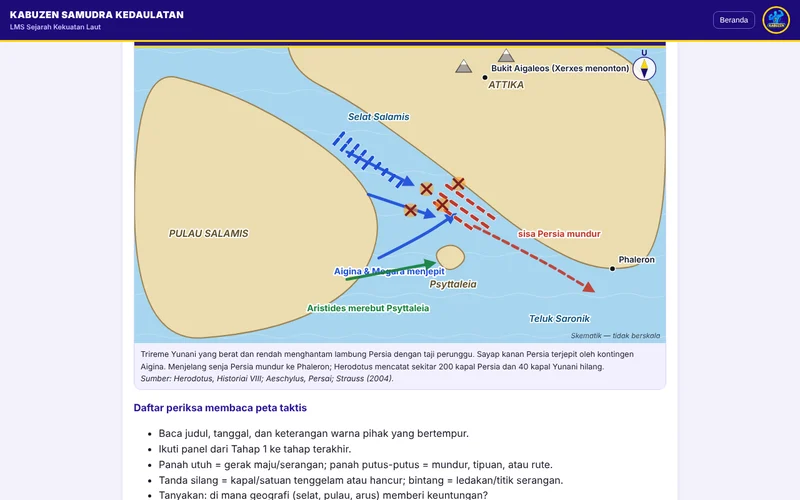 KABUZEN SAMUDRA KEDAULATAN
LMS Sejarah Kekuatan Laut
Beranda
U
Bukit Aigaleos (Xerxes menonton)
ATTIKA
Selat Salamis
PULAU SALAMIS
sisa Persia mundur
Phaleron
Aigina & Megara menjepit
Psyttaleia
Aristides merebut Psyttaleia
Teluk Saronik
Skematik — tidak berskala
Trireme Yunani yang berat dan rendah menghantam lambung Persia dengan taji perunggu. Sayap kanan Persia terjepit oleh kontingen
Aigina. Menjelang senja Persia mundur ke Phaleron; Herodotus mencatat sekitar 200 kapal Persia dan 40 kapal Yunani hilang.
Sumber: Herodotus, Historiai VIII; Aeschylus, Persai; Strauss (2004).
Daftar periksa membaca peta taktis
• Baca judul, tanggal, dan keterangan warna pihak yang bertempur.
• Ikuti panel dari Tahap 1 ke tahap terakhir.
• Panah utuh = gerak maju/serangan; panah putus-putus = mundur, tipuan, atau rute.
• Tanda silang = kapal/satuan tenggelam atau hancur; bintang = ledakan/titik serangan.
• Tanyakan: di mana geografi (selat, pulau, arus) memberi keuntungan?